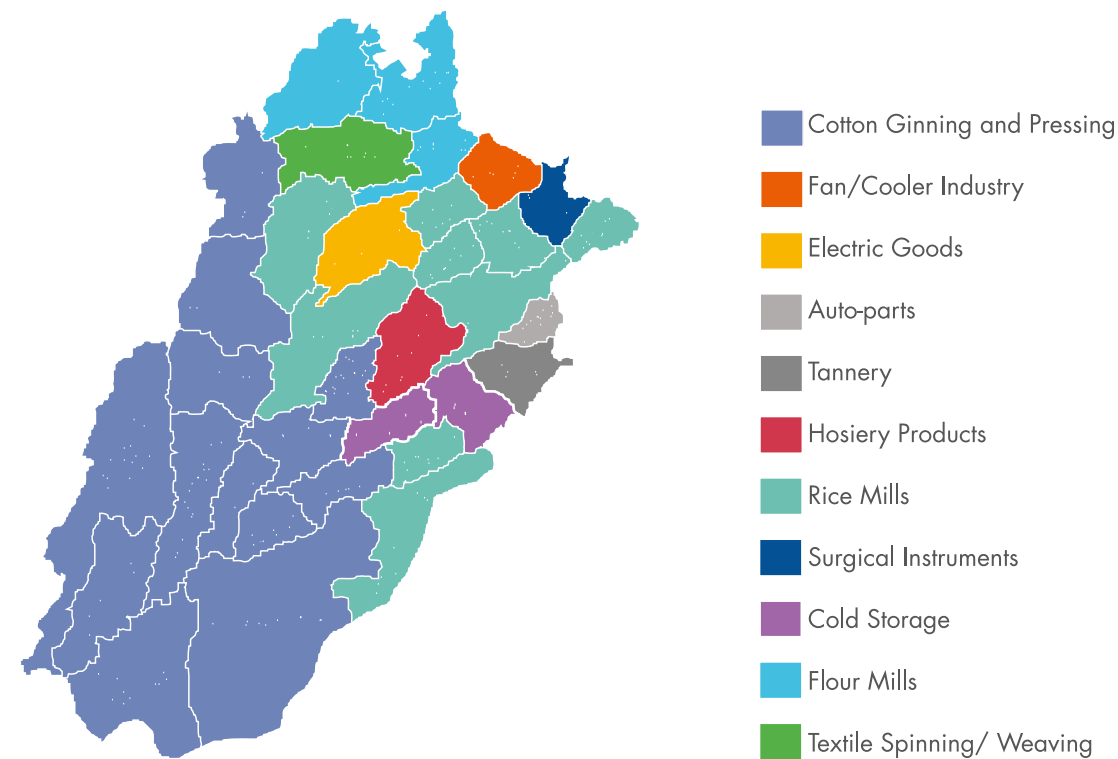 Cotton Ginning and Pressing
Fan/Cooler Industry
Electric Goods
Auto-parts
Tannery
Hosiery Products
Rice Mills
Surgical Instruments
Cold Storage
Flour Mills
Textile Spinning/ Weaving